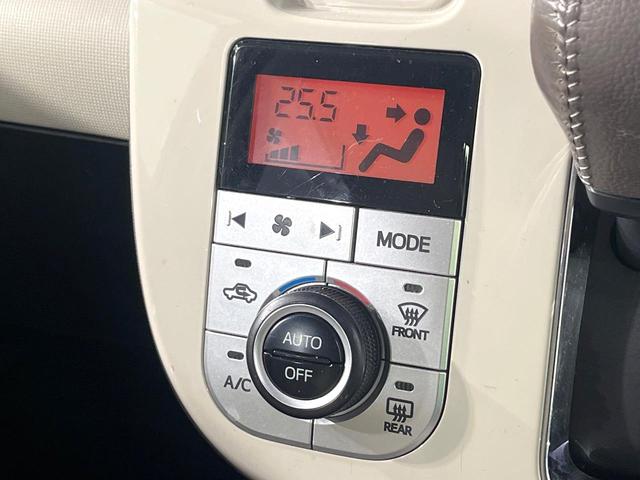 25.5
MODE
FRONT
AUTO
OFF
A/C
REAR